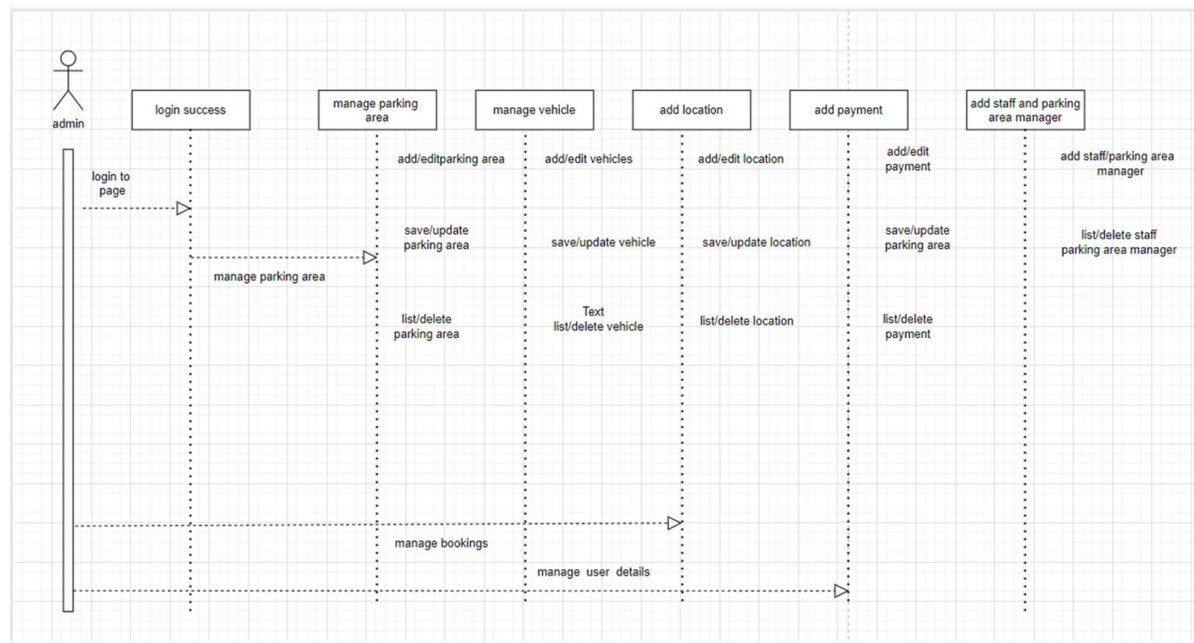 admin
login success
manage parking
area
manage vehicle
add location
add payment
add staff and parking
area manager
add/editparking area
add/edit vehicles
add/edit location
add/edit
payment
add staff/parking area
manager
login to
page
save/update
parking area
save/update vehicle
save/update location
save/update
parking area
list/delete staff
parking area manager
manage parking area
list/delete
parking area
Text
list/delete vehicle
list/delete location
list/delete
payment
manage bookings
manage user details